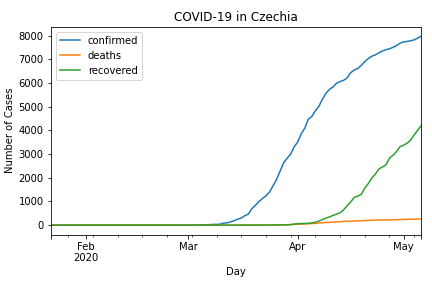 COVID-19 in Czechia
confirmed
deaths
recovered
8000
7000
6000
5000
4000
3000
2000
1000
0
Number of Cases
Feb
2020
Mar
Apr
May
Day